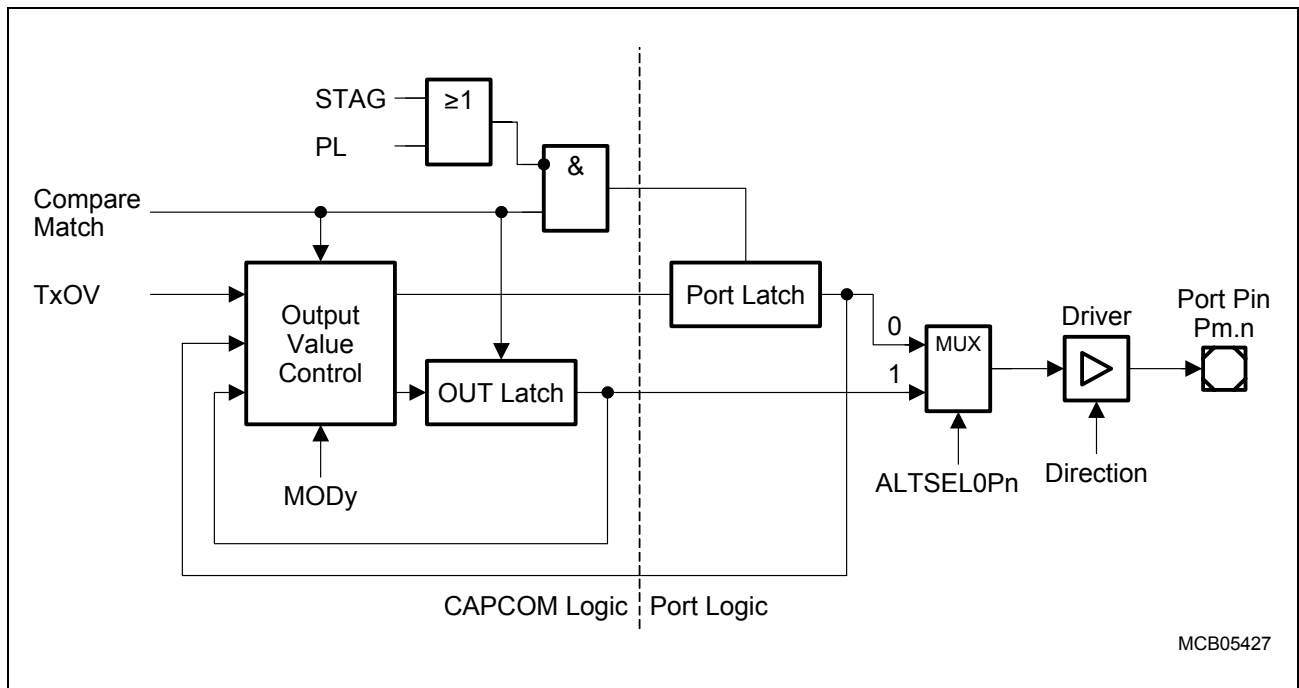 STAG
≥1
PL
&
Compare
Match
TxOV
Output
Value
Control
Port Latch
OUT Latch
0
1
MUX
Driver
Port Pin
Pm.n
MODy
ALTSEL0Pn
Direction
CAPCOM Logic
Port Logic
MCB05427